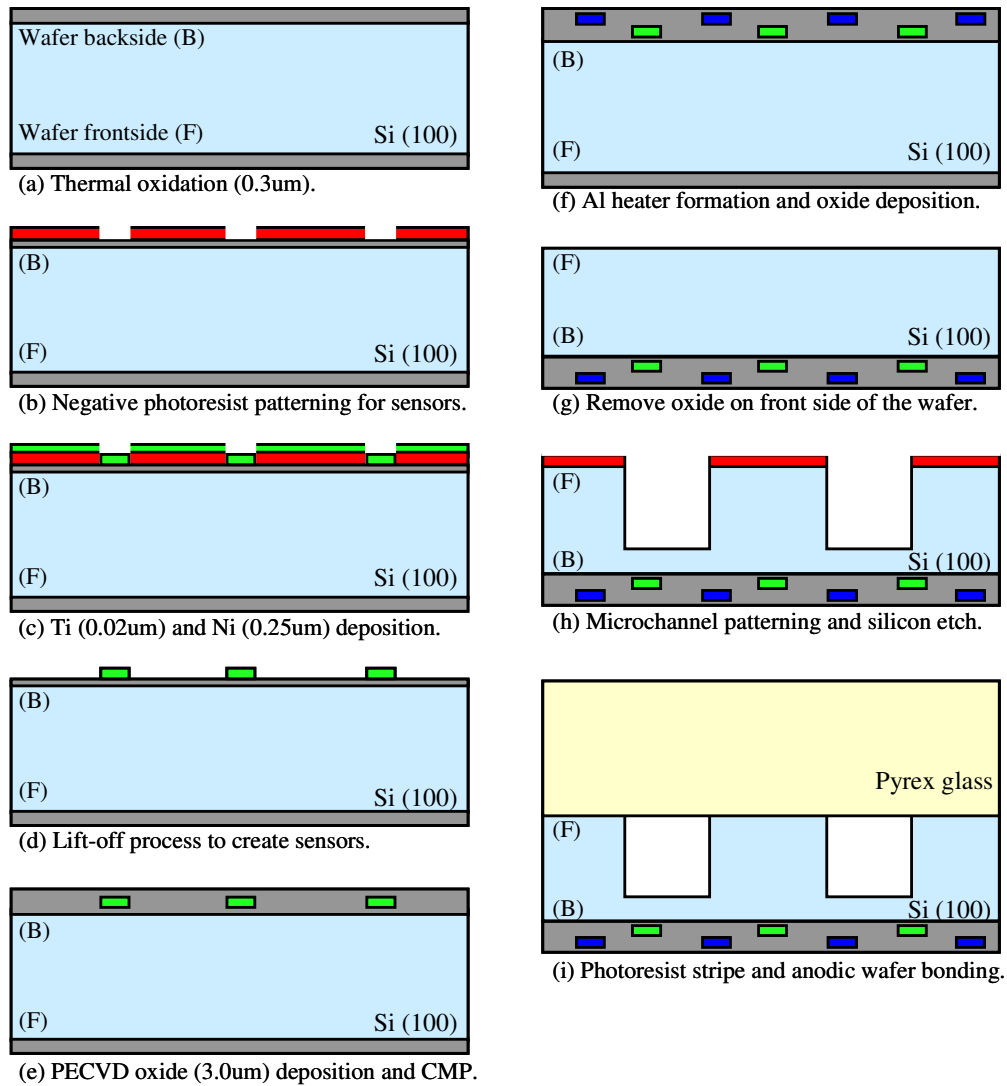 Wafer backside (B)
Wafer frontside (F)
Si (100)
(a) Thermal oxidation (0.3um).
(B)
(F)
Si (100)
(b) Negative photoresist patterning for sensors.
(B)
(F)
Si (100)
(c) Ti (0.02um) and Ni (0.25um) deposition.
(B)
(F)
Si (100)
(d) Lift-off process to create sensors.
(B)
(F)
Si (100)
(e) PECVD oxide (3.0um) deposition and CMP.
(B)
(F)
Si (100)
(f) Al heater formation and oxide deposition.
(F)
(B)
Si (100)
(g) Remove oxide on front side of the wafer.
(F)
(B)
Si (100)
(h) Microchannel patterning and silicon etch.
Pyrex glass
(F)
(B)
Si (100)
(i) Photoresist stripe and anodic wafer bonding.